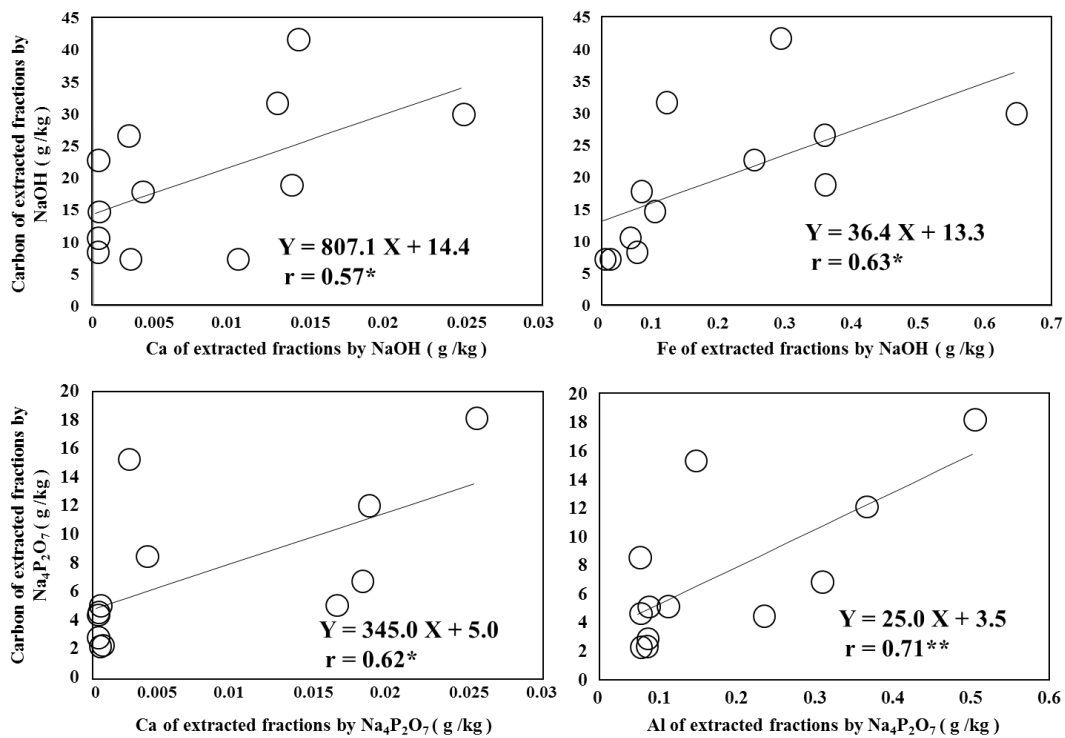 Carbon of extracted fractions by
NaOH ( g /kg )
45
40
35
30
25
20
15
10
5
0
Y = 807.1 X + 14.4
r = 0.57*
0 0.005 0.01 0.015 0.02 0.025 0.03
Ca of extracted fractions by NaOH ( g /kg )
45
40
35
30
25
20
15
10
5
0
Y = 36.4 X + 13.3
r = 0.63*
0 0.1 0.2 0.3 0.4 0.5 0.6 0.7
Fe of extracted fractions by NaOH ( g /kg )
Carbon of extracted fractions by
Na₄P₂O₇ ( g /kg )
20
18
16
14
12
10
8
6
4
2
0
Y = 345.0 X + 5.0
r = 0.62*
0 0.005 0.01 0.015 0.02 0.025 0.03
Ca of extracted fractions by Na₄P₂O₇ ( g /kg )
20
18
16
14
12
10
8
6
4
2
0
Y = 25.0 X + 3.5
r = 0.71**
0 0.1 0.2 0.3 0.4 0.5 0.6
Al of extracted fractions by Na₄P₂O₇ ( g /kg )